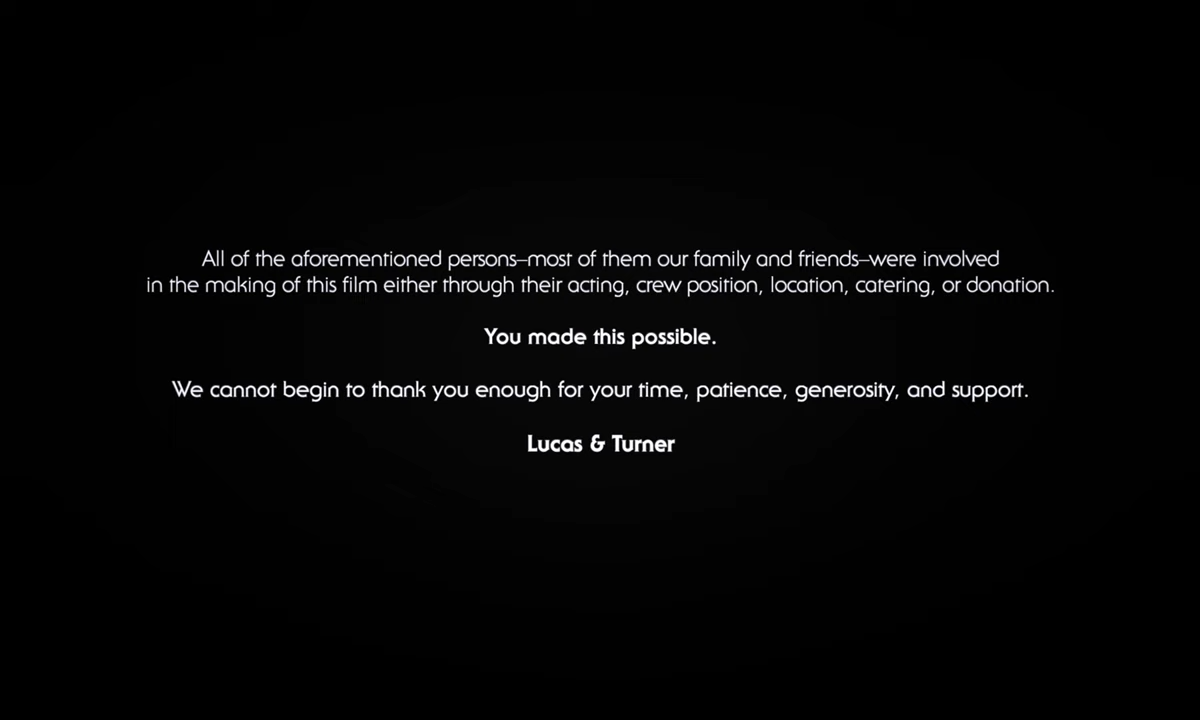 All of the aforementioned persons–most of them our family and friends–were involved
in the making of this film either through their acting, crew position, location, catering, or donation.
You made this possible.
We cannot begin to thank you enough for your time, patience, generosity, and support.
Lucas & Turner